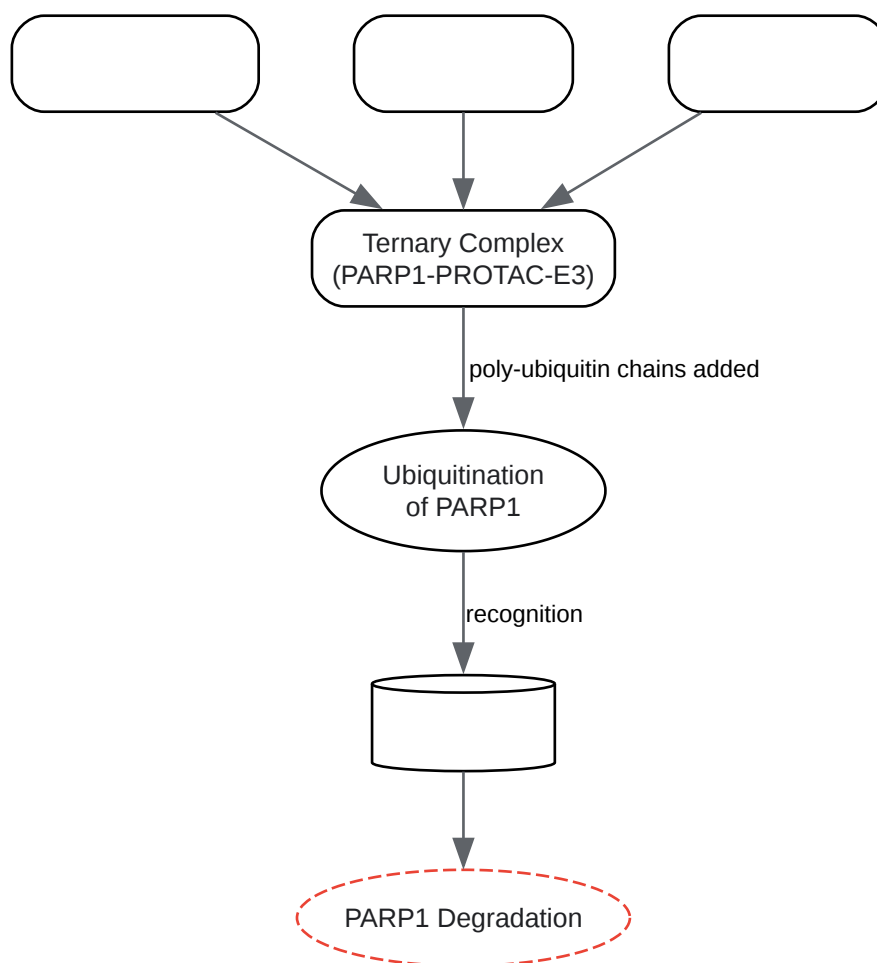 Ternary Complex
(PARP1-PROTAC-E3)
poly-ubiquitin chains added
Ubiquitination
of PARP1
recognition
PARP1 Degradation